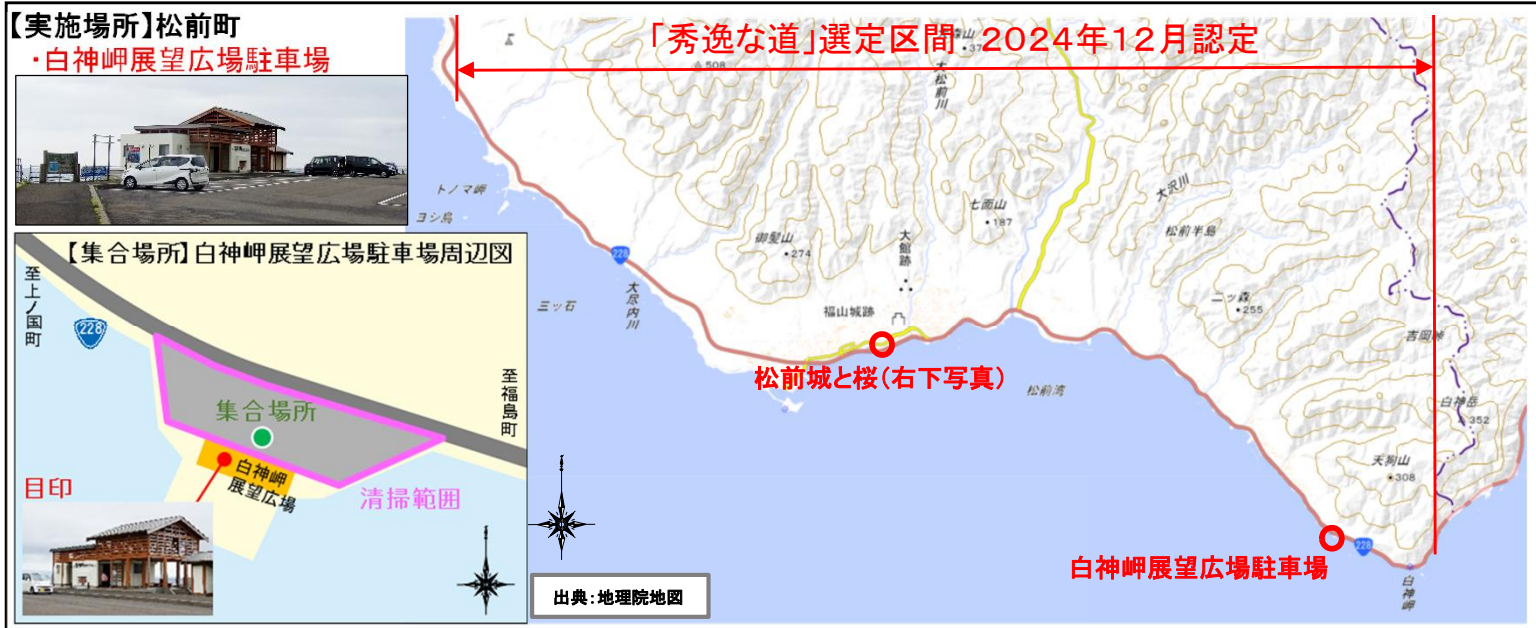 【実施場所】松前町
・白神岬展望広場駐車場
【集合場所】白神岬展望広場駐車場周辺図
至上ノ国町
228
至福島町
集合場所
白神岬
展望広場
目印
清掃範囲
「秀逸な道」選定区間 2024年12月認定
508
大松前川
トノマ岬
ヨシ島
七面山
・187
大沢川
松前半島
御髪山
・274
大館跡
228
大尽内川
三ッ石
福山城跡
二ッ森
・255
吉岡峠
松前城と桜(右下写真)
松前湾
白神岳
352
天狗山
308
白神岬展望広場駐車場
228
白神岬
出典:地理院地図